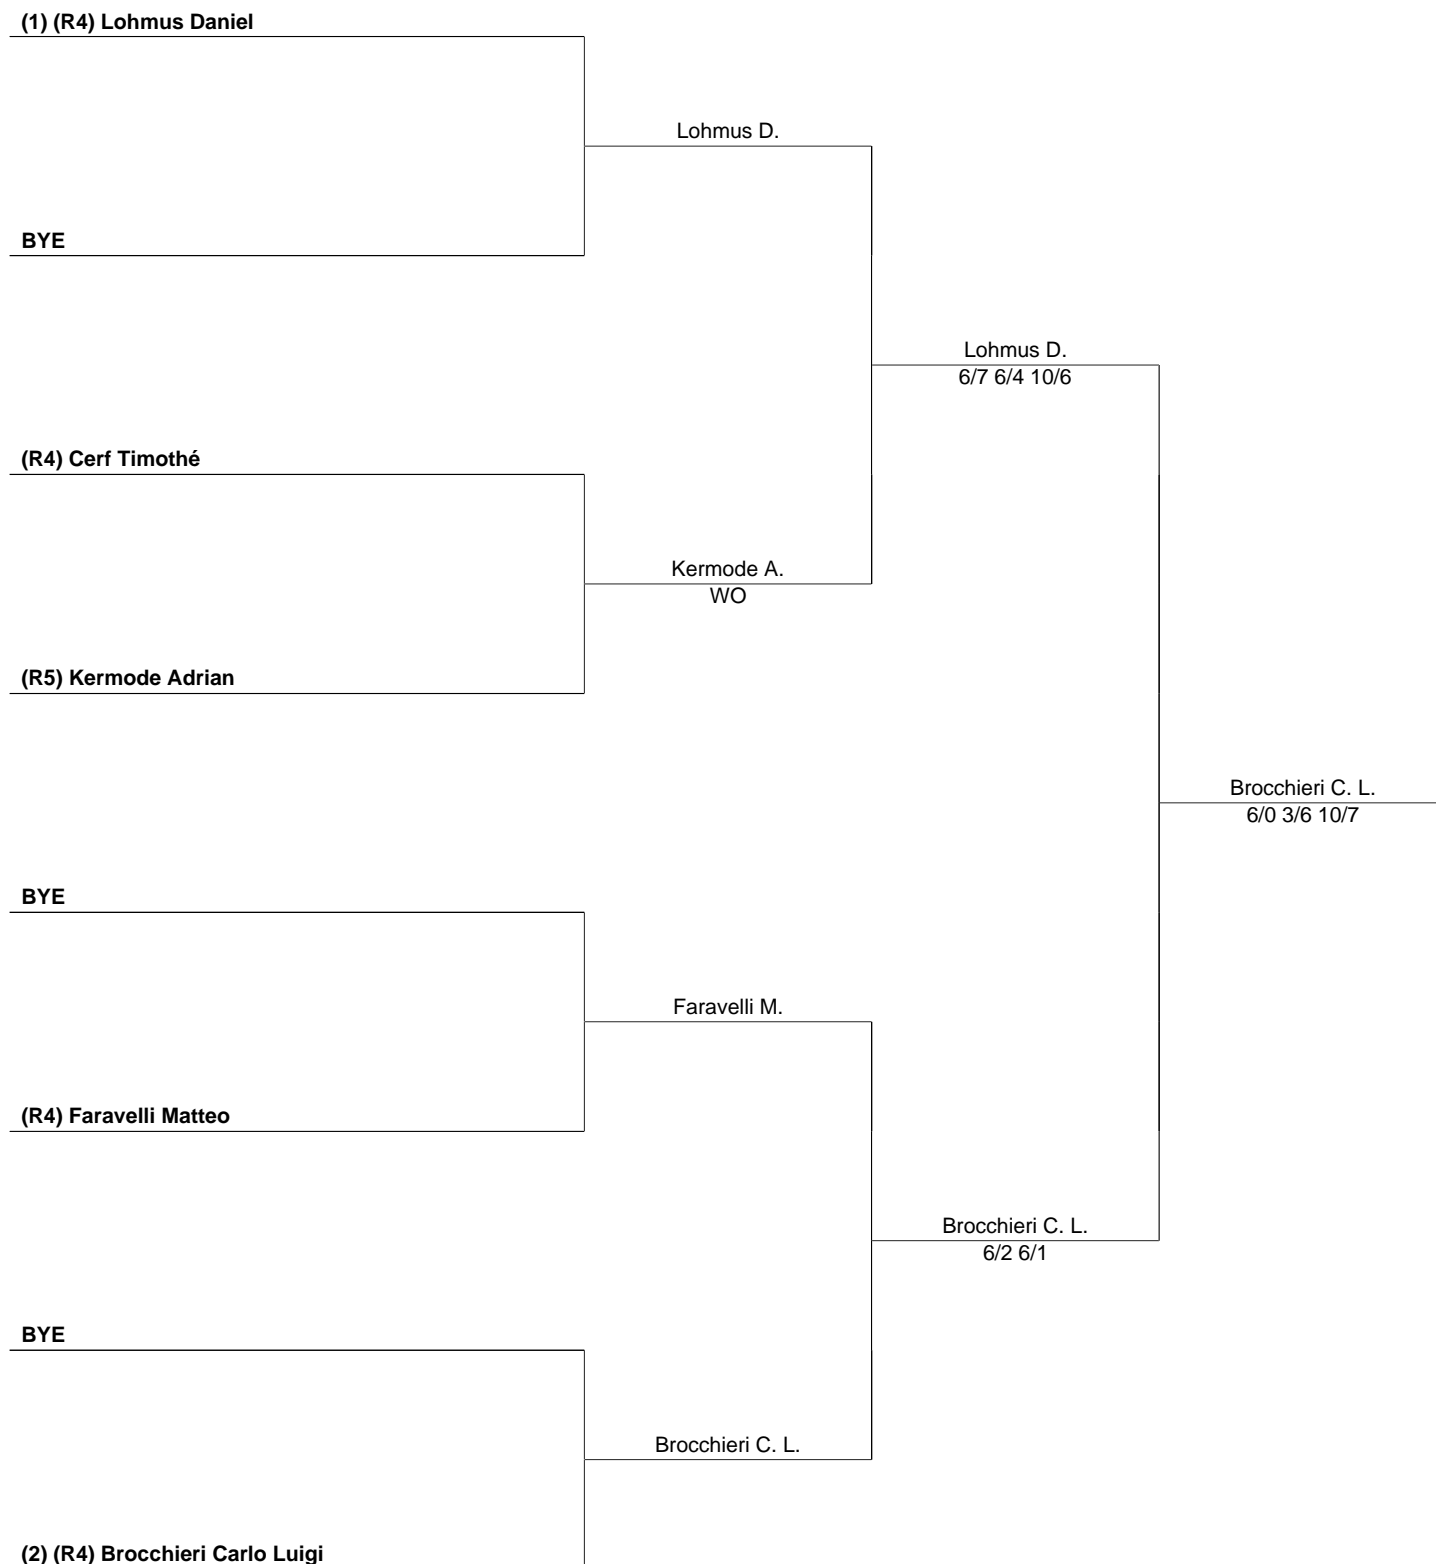 (1) (R4) Lohmus Daniel
Lohmus D.
BYE
Lohmus D.
6/7 6/4 10/6
(R4) Cerf Timothé
Kermode A.
WO
(R5) Kermode Adrian
Brocchieri C. L.
6/0 3/6 10/7
BYE
Faravelli M.
(R4) Faravelli Matteo
Brocchieri C. L.
6/2 6/1
BYE
Brocchieri C. L.
(2) (R4) Brocchieri Carlo Luigi